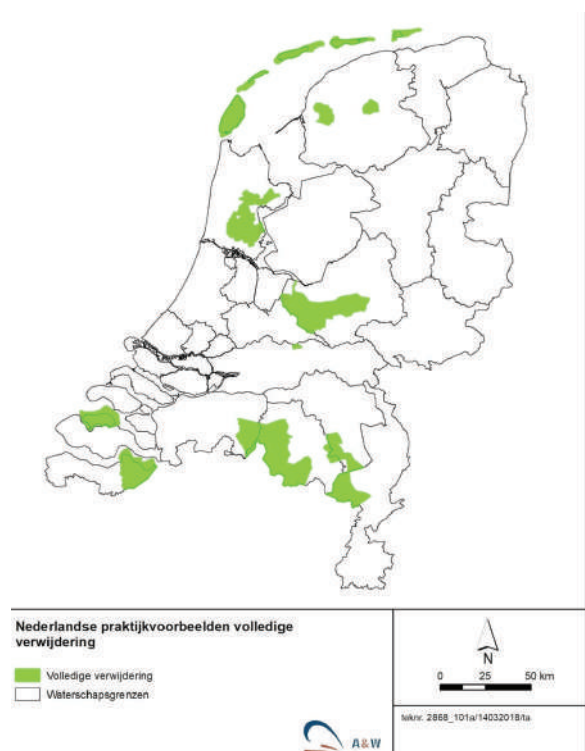 Nederlandse praktijkvoorbeelden volledige
verwijdering
Volledige verwijdering
Waterschapsgrenzen
N
0 25 50 km
teknr. 2868_101a/14032018/ta
A&W